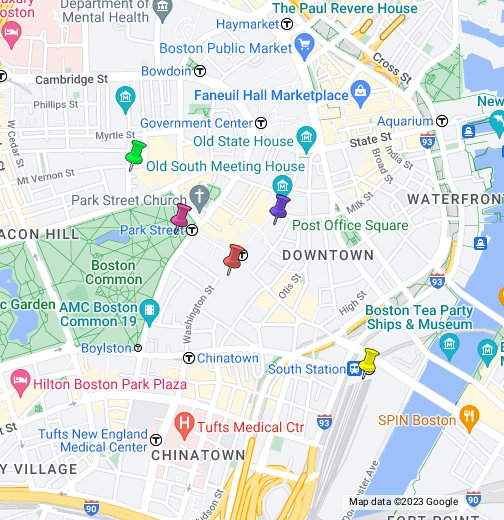 The Paul Revere House
Department of
Mental Health
Haymarket
uxury
Boston
Boston Public Market
Cross St
Bowdoin
Cambridge St
Faneuil Hall Marketplace
Phillips St
New
Government Center
Aquarium
Myrtle St
W Cedar St
Old State House
State St
93
India St
Broad St
Mt Vernon St
Old South Meeting House
Park Street Church
Milk St
WATERFRONT
Park Street
Post Office Square
ACON HILL
DOWNTOWN
Boston
Common
93
Otis St
c Garden
Washington St
High St
AMC Boston
Common 19
Boston Tea Party
Ships & Museum
Boylston
Chinatown
South Station
Hilton Boston Park Plaza
SPIN Boston
t St
H
Tufts Medical Ctr
93
Tufts New England
Medical Center
CHINATOWN
Y VILLAGE
chester Ave
90
90
udson St
Map data ©2023 Google
FORT POINT